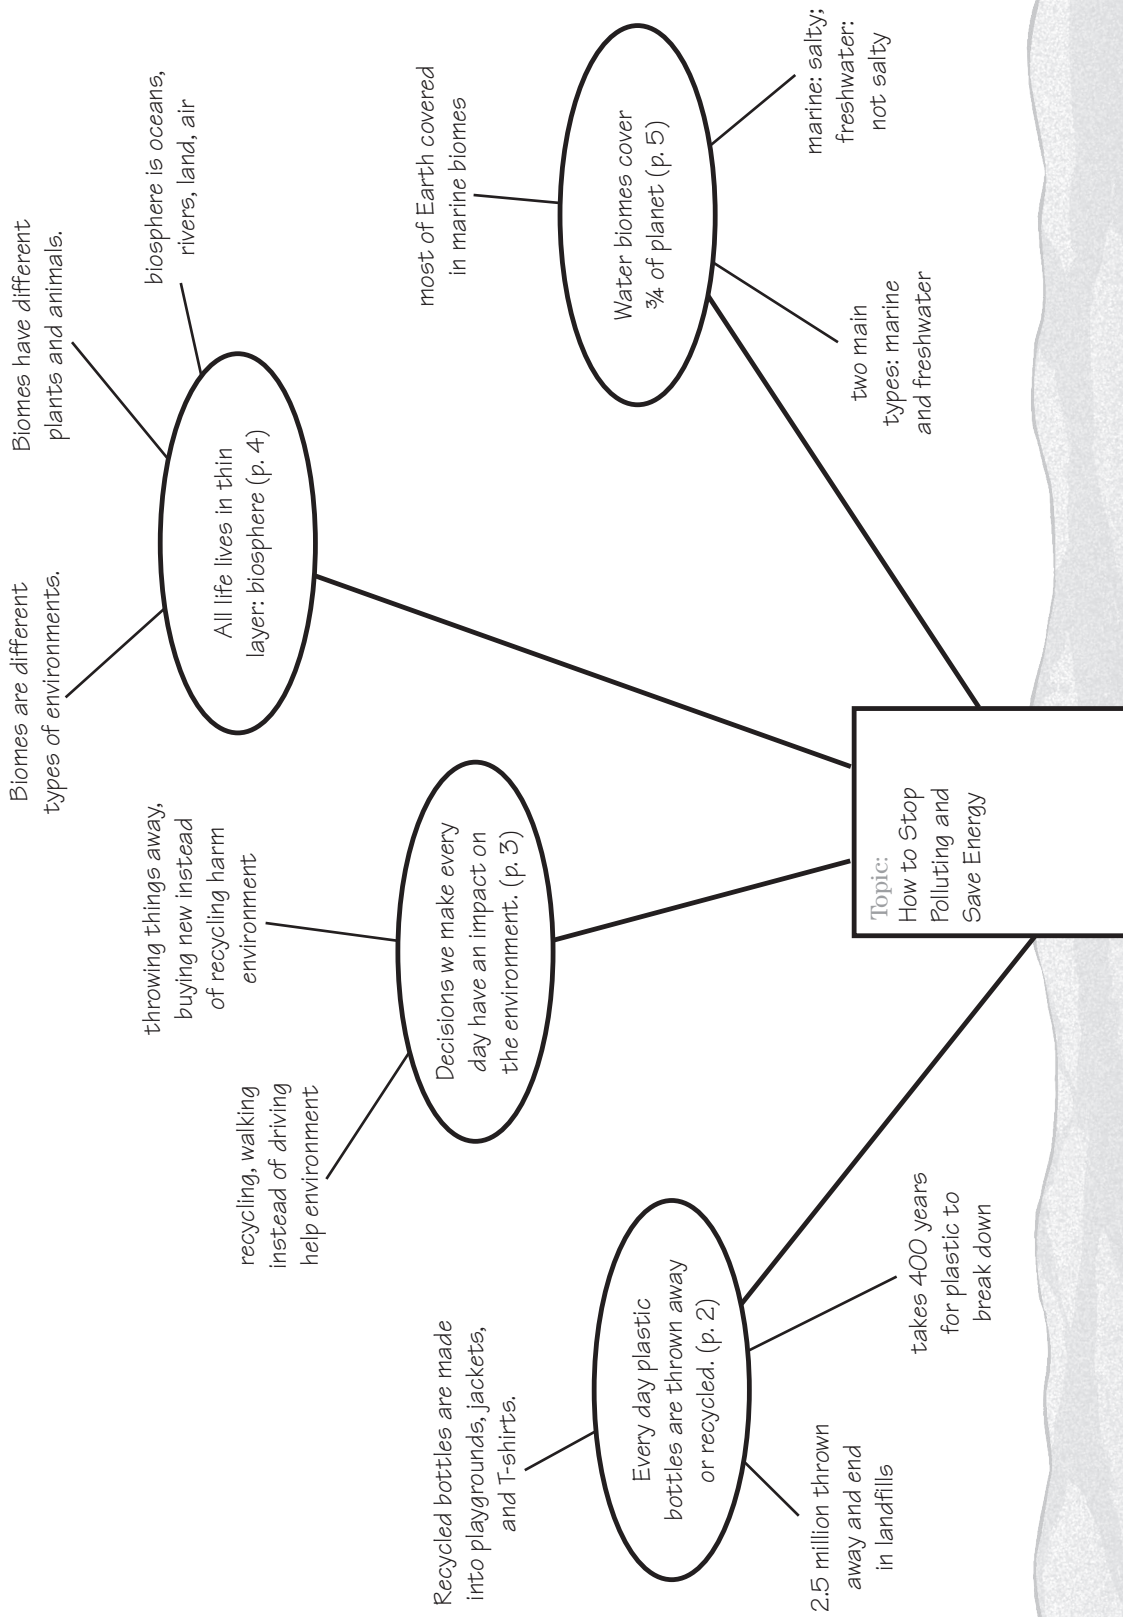 Topic:
How to Stop
Polluting and
Save Energy
Every day plastic
bottles are thrown away
or recycled. (p. 2)
Recycled bottles are made
into playgrounds, jackets,
and T-shirts.
2.5 million thrown
away and end
in landfills
takes 400 years
for plastic to
break down
Decisions we make every
day have an impact on
the environment. (p. 3)
recycling, walking
instead of driving
help environment
throwing things away,
buying new instead
of recycling harm
environment
All life lives in thin
layer: biosphere (p. 4)
Biomes are different
types of environments.
Biomes have different
plants and animals.
biosphere is oceans,
rivers, land, air
Water biomes cover
¾ of planet (p. 5)
most of Earth covered
in marine biomes
two main
types: marine
and freshwater
marine: salty;
freshwater:
not salty